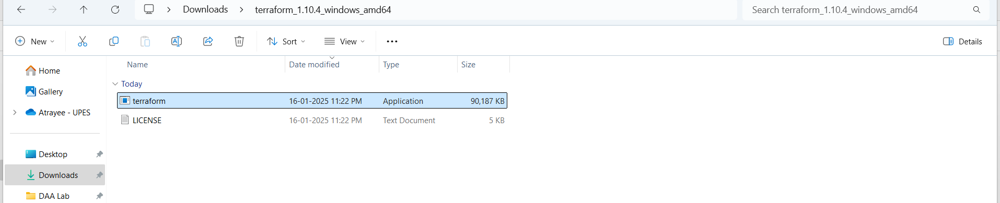 Downloads > terraform_1.10.4_windows_amd64
Search terraform_1.10.4_windows_amd64
New
Sort
View
Details
Home
Gallery
Atrayee - UPES
Desktop
Downloads
DAA Lab
Name Date modified Type Size
Today
terraform 16-01-2025 11:22 PM Application 90,187 KB
LICENSE 16-01-2025 11:22 PM Text Document 5 KB